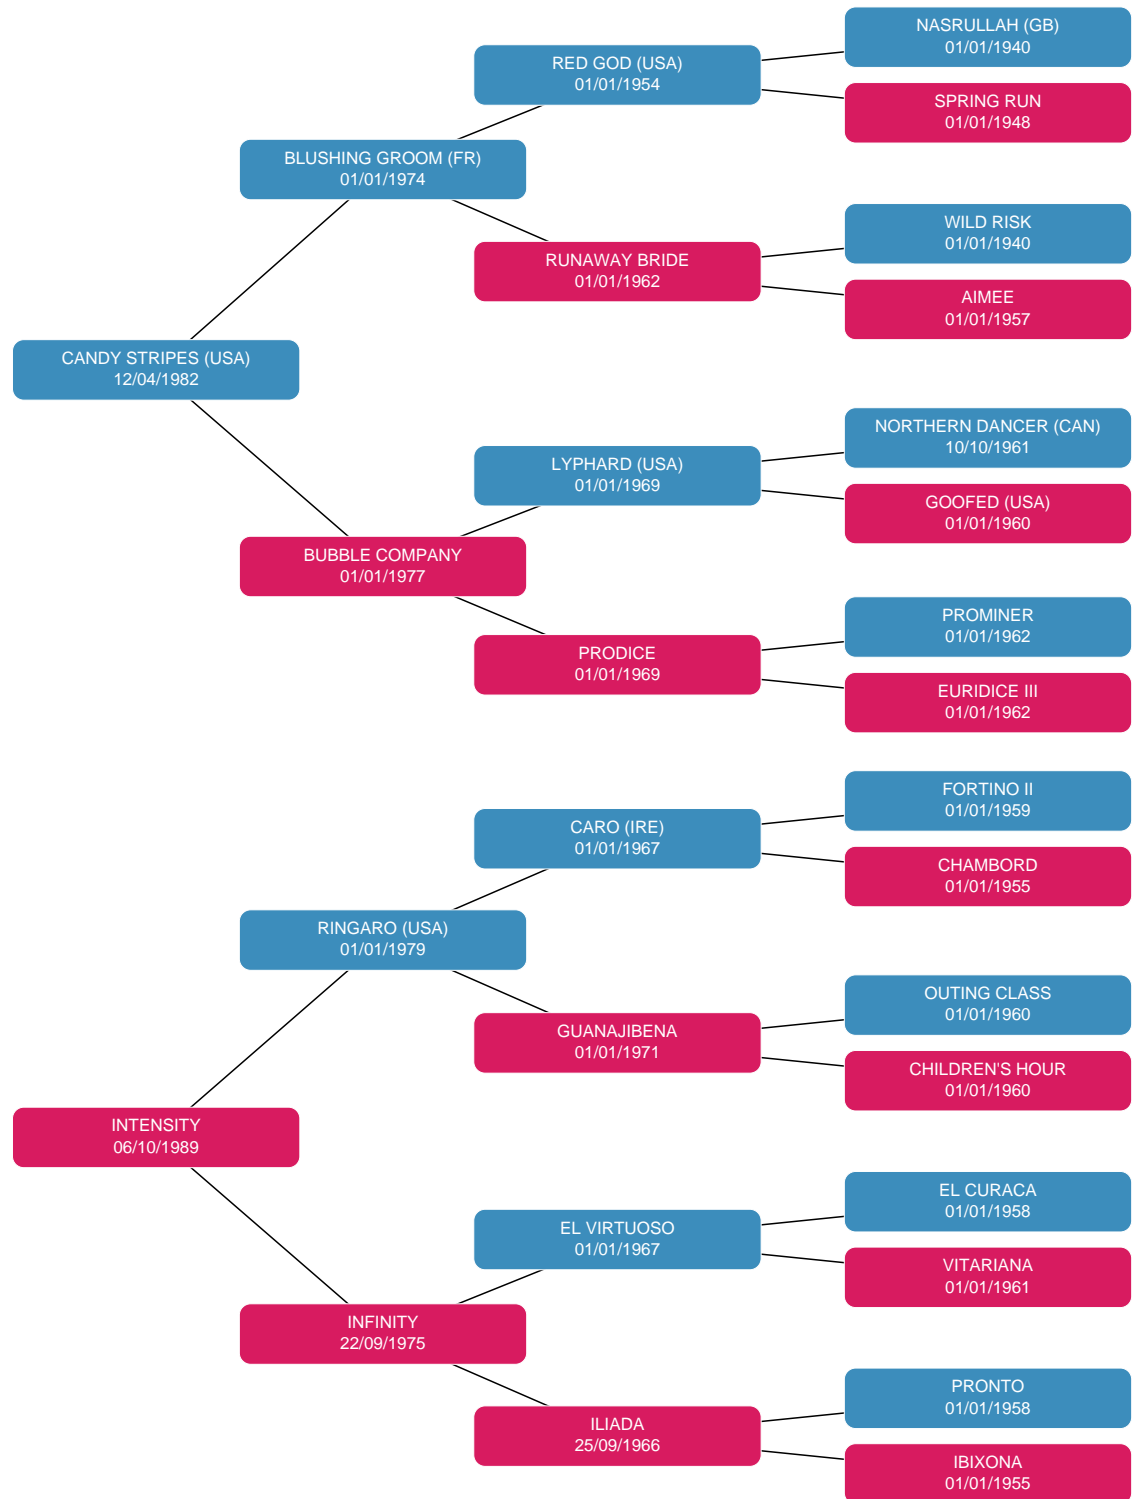 NASRULLAH (GB)
01/01/1940
RED GOD (USA)
01/01/1954
SPRING RUN
01/01/1948
BLUSHING GROOM (FR)
01/01/1974
WILD RISK
01/01/1940
RUNAWAY BRIDE
01/01/1962
AIMEE
01/01/1957
CANDY STRIPES (USA)
12/04/1982
NORTHERN DANCER (CAN)
10/10/1961
LYPHARD (USA)
01/01/1969
GOOFED (USA)
01/01/1960
BUBBLE COMPANY
01/01/1977
PROMINER
01/01/1962
PRODICE
01/01/1969
EURIDICE III
01/01/1962
FORTINO II
01/01/1959
CARO (IRE)
01/01/1967
CHAMBORD
01/01/1955
RINGARO (USA)
01/01/1979
OUTING CLASS
01/01/1960
GUANAJIBENA
01/01/1971
CHILDREN'S HOUR
01/01/1960
INTENSITY
06/10/1989
EL CURACA
01/01/1958
EL VIRTUOSO
01/01/1967
VITARIANA
01/01/1961
INFINITY
22/09/1975
PRONTO
01/01/1958
ILIADA
25/09/1966
IBIXONA
01/01/1955